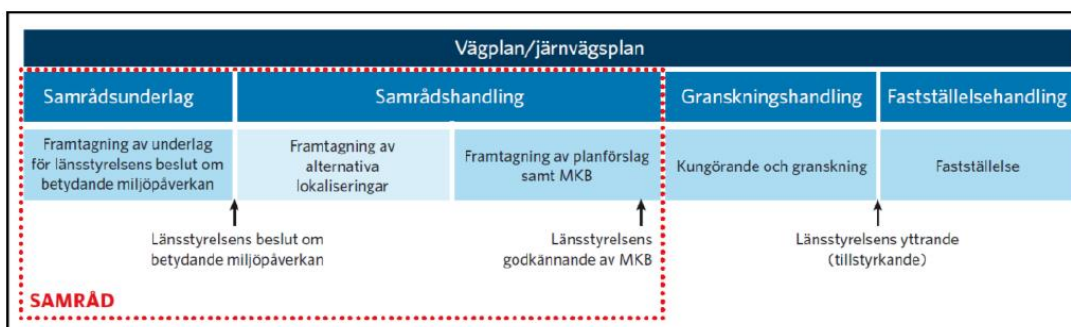 Vägplan/järnvägsplan
Samrådsunderlag
Samrådshandling
Granskningshandling
Fastställelsehandling
Framtagning av underlag
för länsstyrelsens beslut om
betydande miljöpåverkan
Framtagning av
alternativa
lokaliseringar
Framtagning av planförslag
samt MKB
Kungörande och granskning
Fastställelse
Länsstyrelsens beslut om
betydande miljöpåverkan
Länsstyrelsens
godkännande av MKB
Länsstyrelsens yttrande
(tillstyrkande)
SAMRÅD